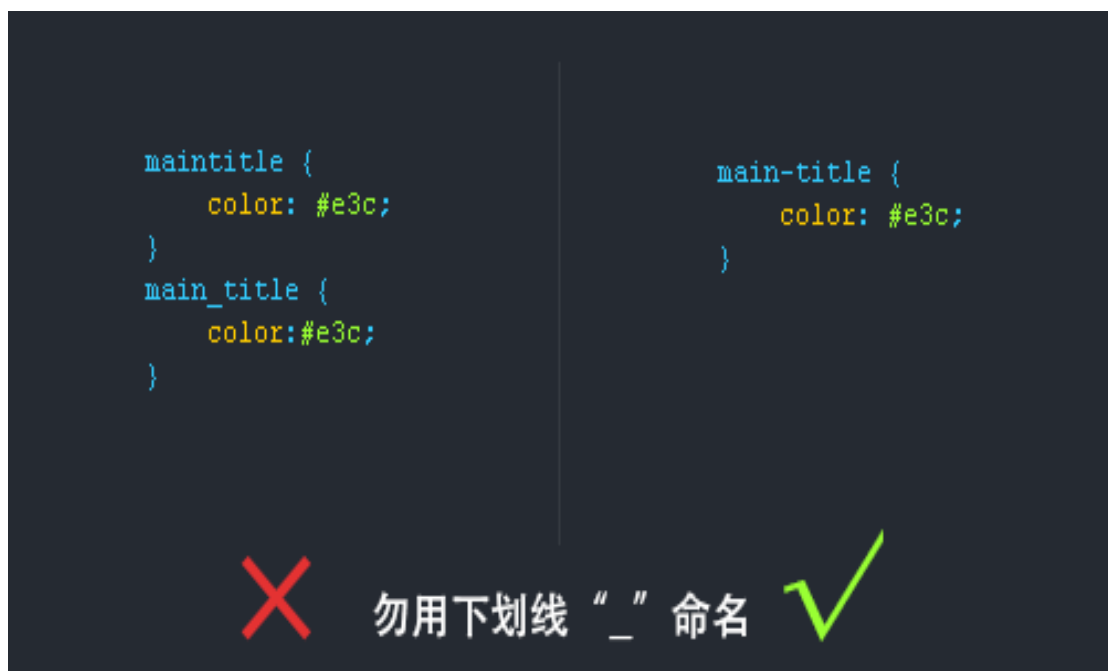 maintitle {
    color: #e3c;
}
main_title {
    color:#e3c;
}
main-title {
    color: #e3c;
}
勿用下划线 “_” 命名